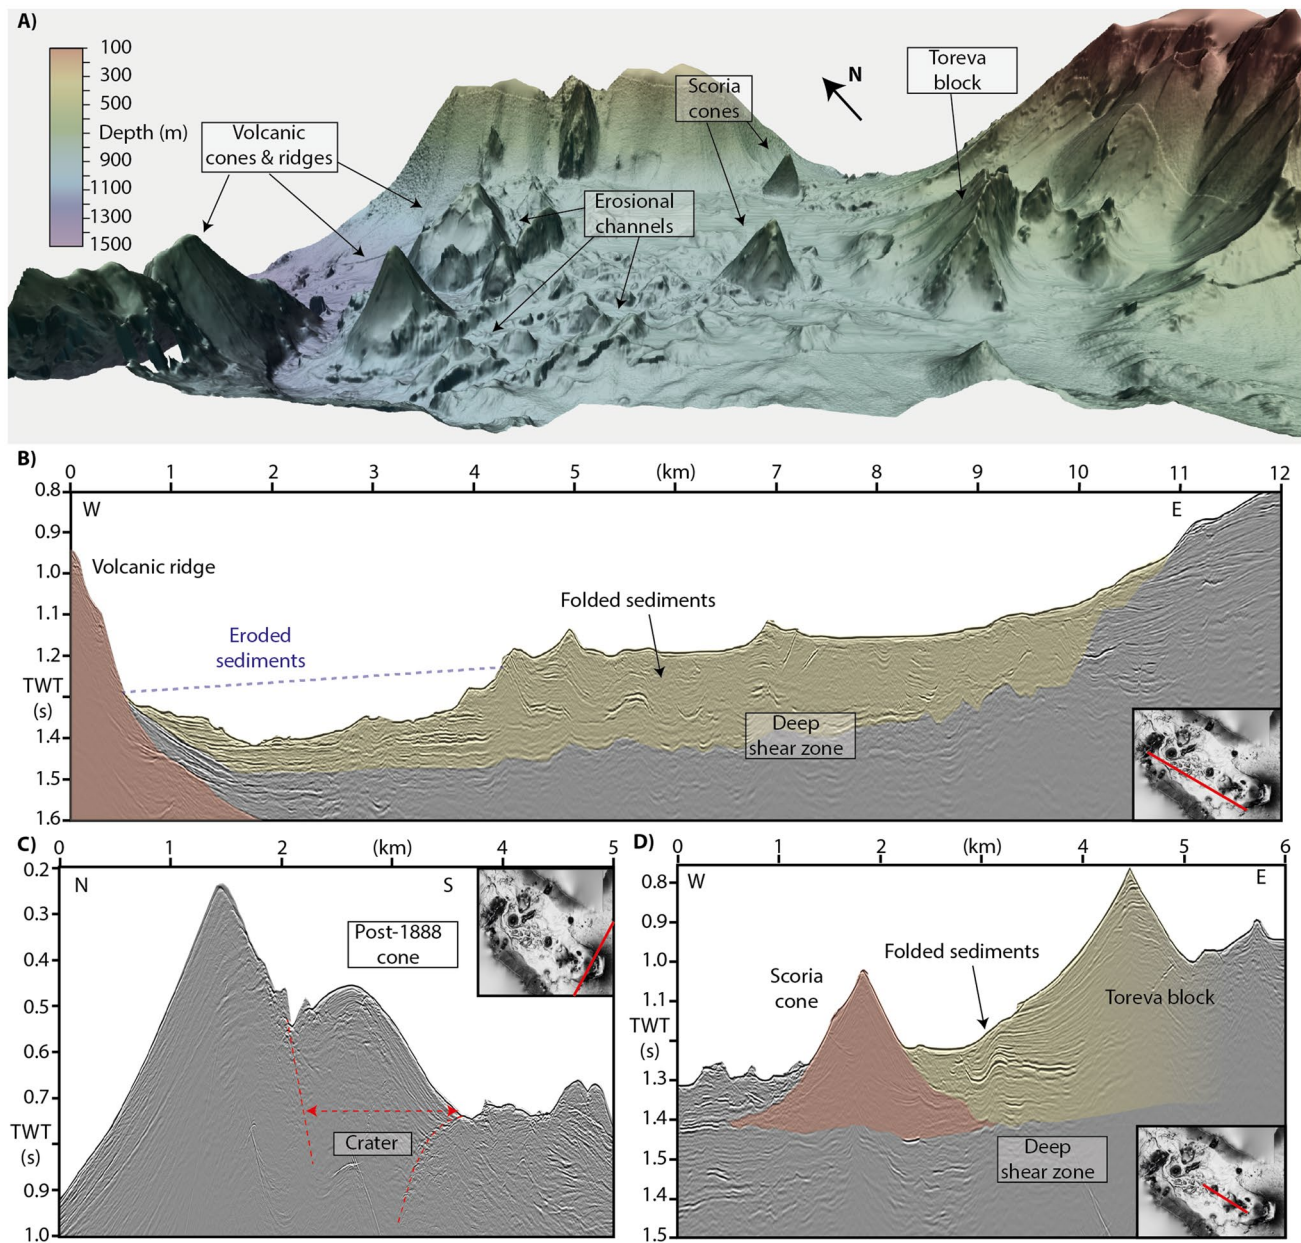 A)
100
300
500
Depth (m)
900
1100
1300
1500
Volcanic
cones & ridges
Scoria
cones
N
Toreva
block
Erosional
channels
B)
0 1 2 3 4 5 (km) 7 8 9 10 11 12
0.8
0.9
1.0
1.1
1.2
TWT
(s)
1.4
1.5
1.6
W
E
Volcanic ridge
Eroded
sediments
Folded sediments
Deep
shear zone
C)
0 1 2 (km) 4 5
0.2
0.3
0.4
0.5
0.6
0.7
TWT
(s)
0.9
1.0
N
S
Post-1888
cone
Crater
D)
0 1 2 (km) 4 5 6
0.8
0.9
1.0
1.1
TWT
(s)
1.3
1.4
1.5
1.4
1.5
W
E
Scoria
cone
Folded sediments
Toreva block
Deep
shear zone